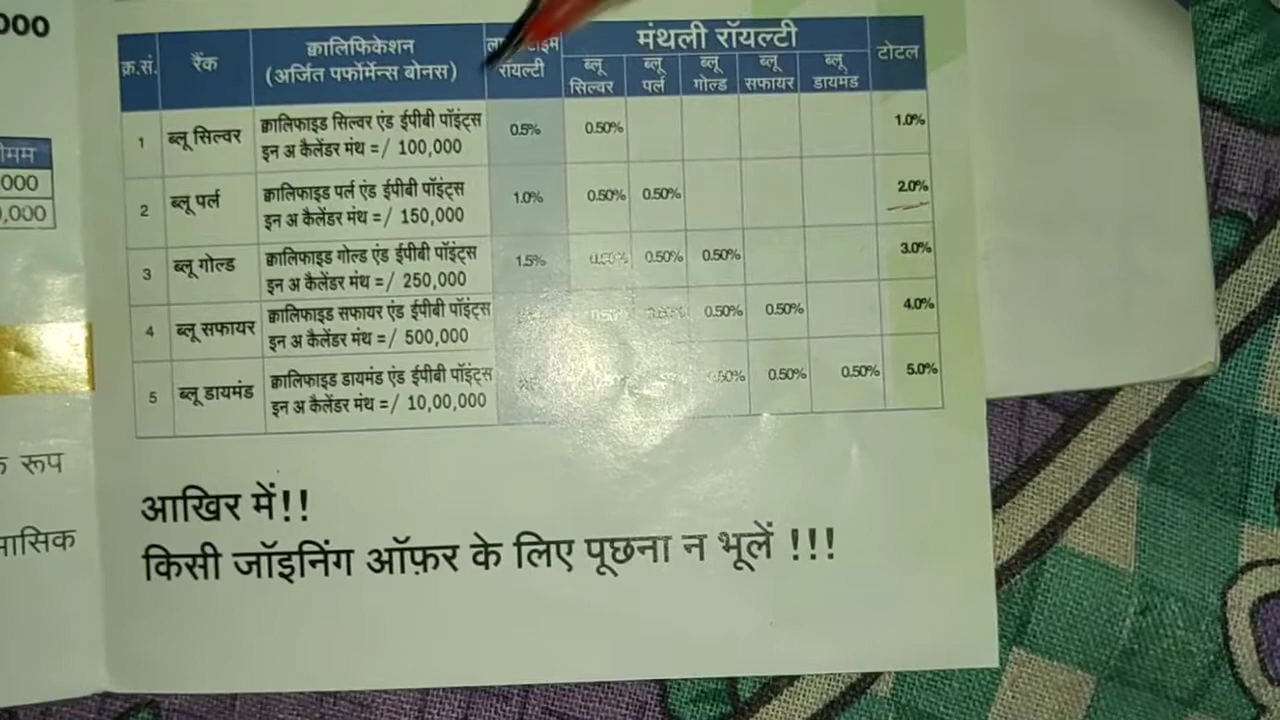 000
मम
000
,000
रूप
मासिक
क्र.सं. रैंक क्वालिफिकेशन (अर्जित पर्फोर्मेन्स बोनस) रॉयल्टी मंथली रॉयल्टी टोटल
ब्लू सिल्वर ब्लू पर्ल ब्लू गोल्ड ब्लू सफायर ब्लू डायमंड
1 ब्लू सिल्वर क्वालिफाइड सिल्वर एंड ईपीबी पॉइंट्स 0.5% 0.50% 1.0%
इन अ कैलेंडर मंथ =/ 100,000
2 ब्लू पर्ल क्वालिफाइड पर्ल एंड ईपीबी पॉइंट्स 1.0% 0.50% 0.50% 2.0%
इन अ कैलेंडर मंथ =/ 150,000
3 ब्लू गोल्ड क्वालिफाइड गोल्ड एंड ईपीबी पॉइंट्स 1.5% 0.50% 0.50% 0.50% 3.0%
इन अ कैलेंडर मंथ =/ 250,000
4 ब्लू सफायर क्वालिफाइड सफायर एंड ईपीबी पॉइंट्स 0.50% 0.50% 4.0%
इन अ कैलेंडर मंथ =/ 500,000
5 ब्लू डायमंड क्वालिफाइड डायमंड एंड ईपीबी पॉइंट्स 0.50% 0.50% 0.50% 5.0%
इन अ कैलेंडर मंथ =/ 10,00,000
आखिर में!!
किसी जॉइनिंग ऑफ़र के लिए पूछना न भूलें !!!